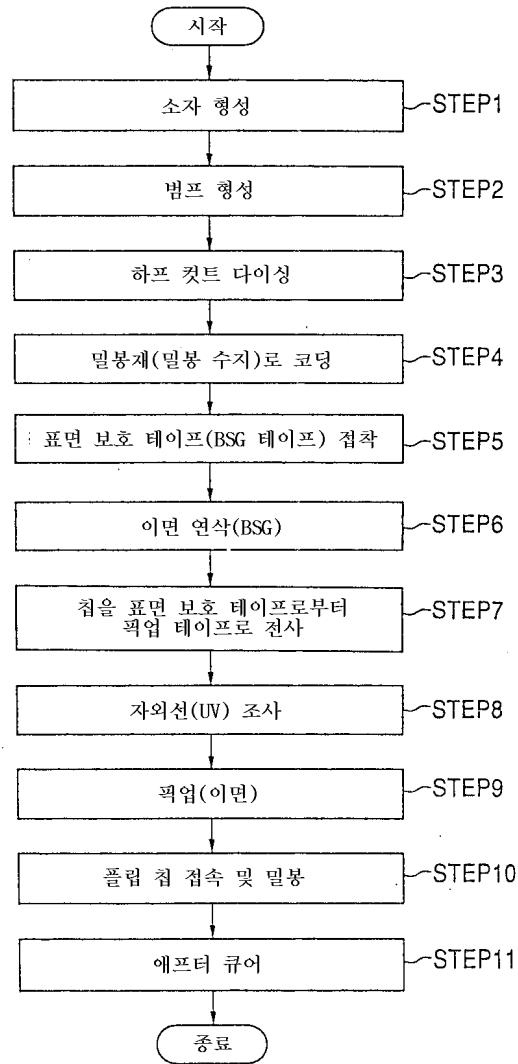 시작
소자 형성 STEP1
범프 형성 STEP2
하프 컷트 다이싱 STEP3
밀봉재(밀봉 수지)로 코딩 STEP4
표면 보호 테이프(BSG 테이프) 접착 STEP5
이면 연삭(BSG) STEP6
칩을 표면 보호 테이프로부터
픽업 테이프로 전사 STEP7
자외선(UV) 조사 STEP8
픽업(이면) STEP9
플립 칩 접속 및 밀봉 STEP10
애프터 큐어 STEP11
종료